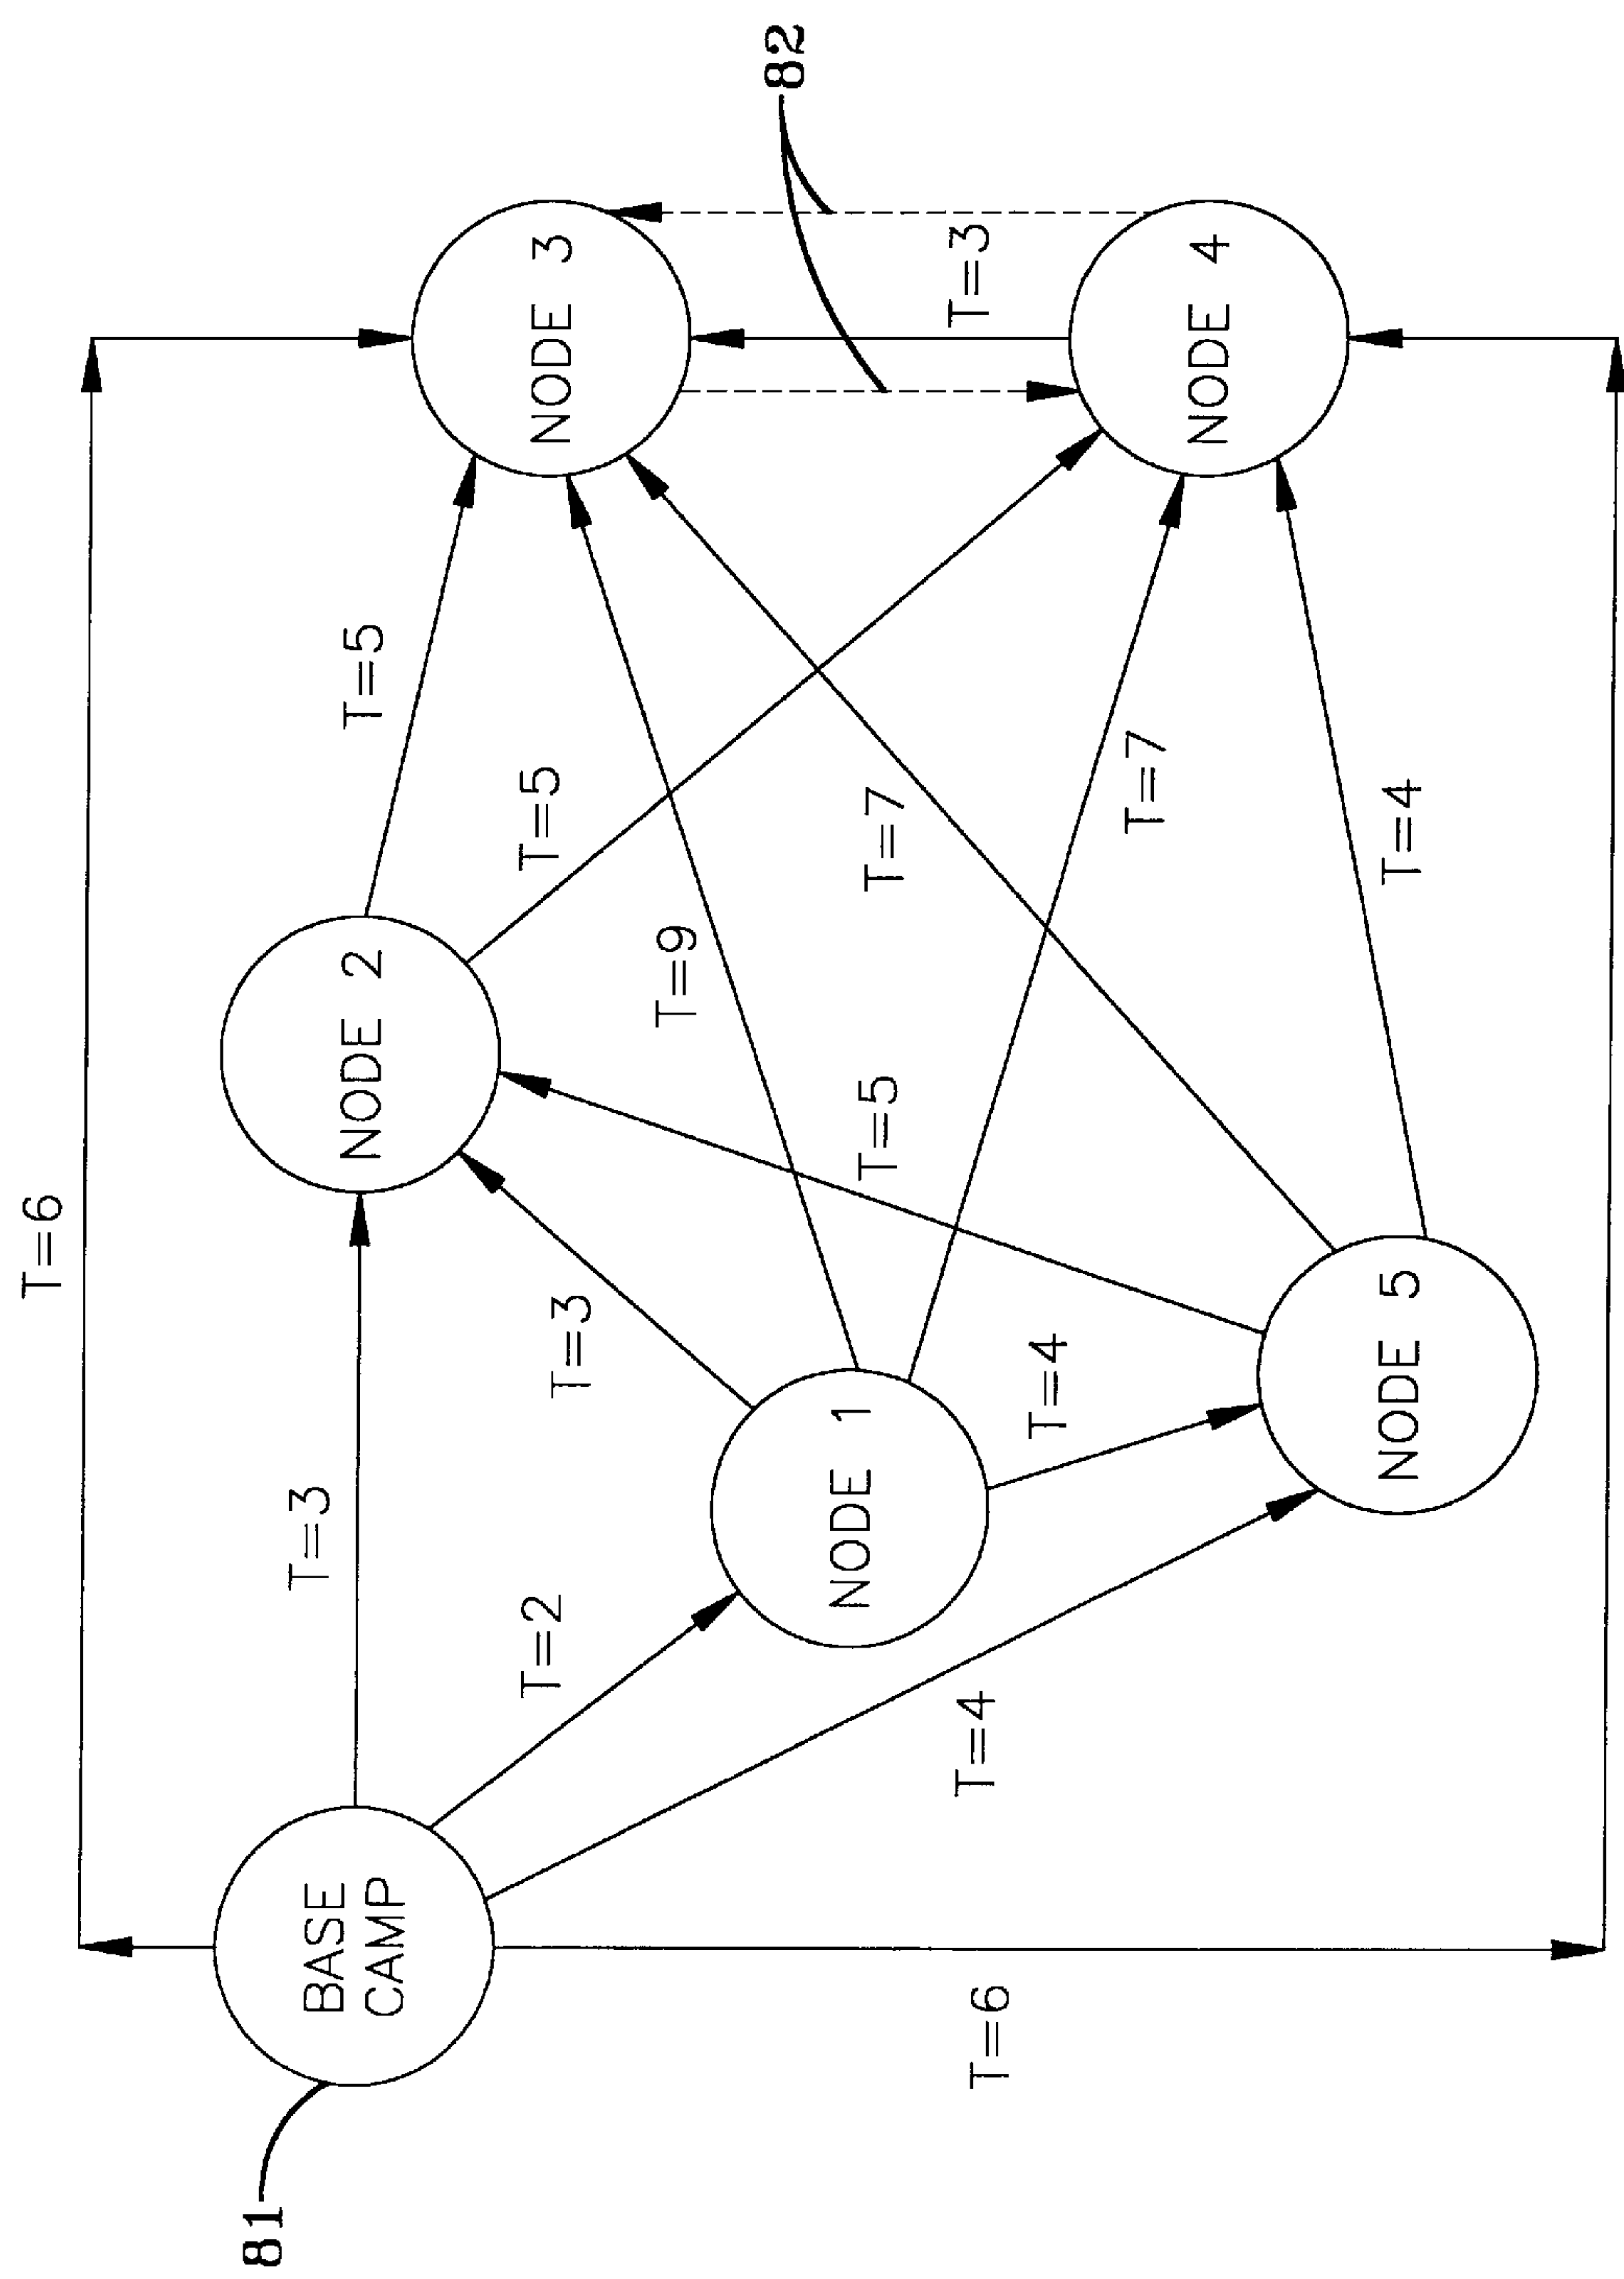 T=6
BASE
CAMP
81
T=3
NODE 2
T=5
NODE 3
82
T=2
T=3
T=5
T=9
NODE 1
T=7
T=5
T=3
T=4
T=4
T=7
NODE 4
T=6
NODE 5
T=4